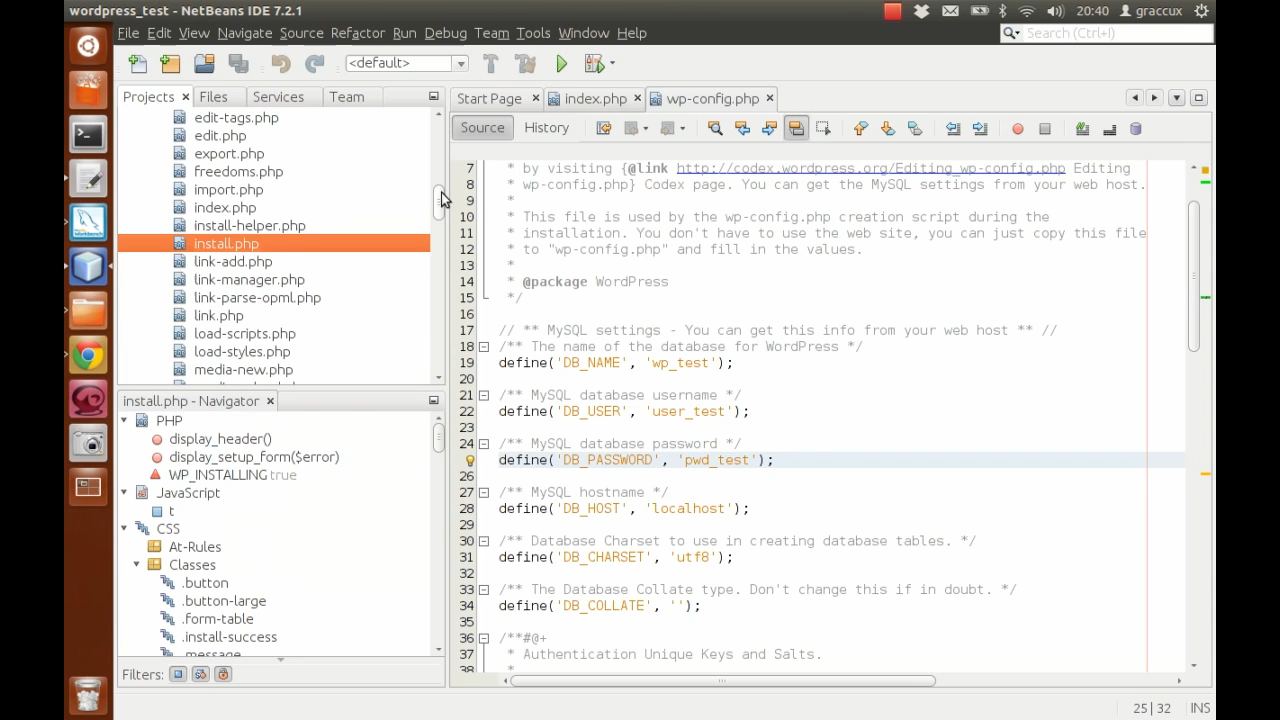 wordpress_test - NetBeans IDE 7.2.1
20:40
graccux
File Edit View Navigate Source Refactor Run Debug Team Tools Window Help
Search (Ctrl+I)
<default>
Projects
Files
Services
Team
Start Page
index.php
wp-config.php
Source
History
edit-tags.php
edit.php
export.php
freedoms.php
import.php
index.php
install-helper.php
install.php
link-add.php
link-manager.php
link-parse-opml.php
link.php
load-scripts.php
load-styles.php
media-new.php
install.php - Navigator
PHP
display_header()
display_setup_form($error)
WP_INSTALLING true
JavaScript
t
CSS
At-Rules
Classes
.button
.button-large
.form-table
.install-success
.message
Filters:
7 * by visiting {@link http://codex.wordpress.org/Editing_wp-config.php Editing
8 * wp-config.php} Codex page. You can get the MySQL settings from your web host.
9 *
10 * This file is used by the wp-config.php creation script during the
11 * installation. You don't have to use the web site, you can just copy this file
12 * to "wp-config.php" and fill in the values.
13 *
14 * @package WordPress
15 */
16
17 // ** MySQL settings - You can get this info from your web host ** //
18 /** The name of the database for WordPress */
19 define('DB_NAME', 'wp_test');
20
21 /** MySQL database username */
22 define('DB_USER', 'user_test');
23
24 /** MySQL database password */
define('DB_PASSWORD', 'pwd_test');
26
27 /** MySQL hostname */
28 define('DB_HOST', 'localhost');
29
30 /** Database Charset to use in creating database tables. */
31 define('DB_CHARSET', 'utf8');
32
33 /** The Database Collate type. Don't change this if in doubt. */
34 define('DB_COLLATE', '');
35
36 /**#@+
37 * Authentication Unique Keys and Salts.
38 *
25 | 32
INS